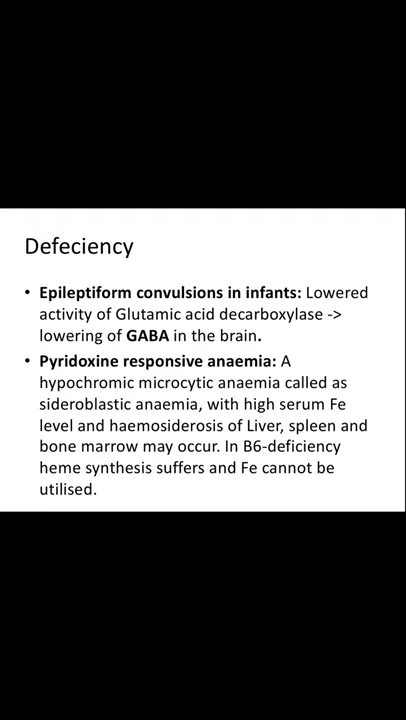 Defeciency
• Epileptiform convulsions in infants: Lowered
activity of Glutamic acid decarboxylase ->
lowering of GABA in the brain.
• Pyridoxine responsive anaemia: A
hypochromic microcytic anaemia called as
sideroblastic anaemia, with high serum Fe
level and haemosiderosis of Liver, spleen and
bone marrow may occur. In B6-deficiency
heme synthesis suffers and Fe cannot be
utilised.